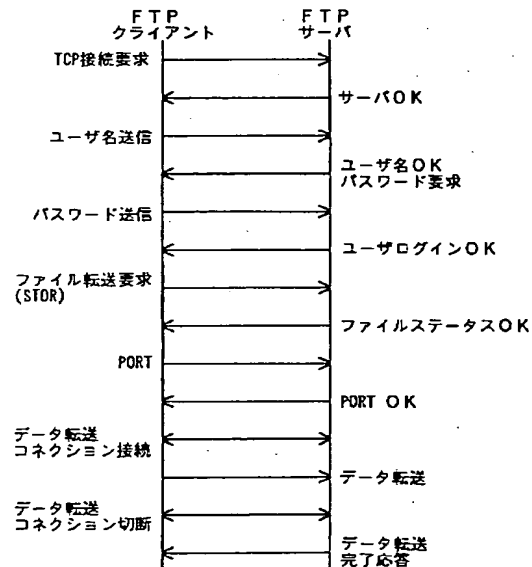 FTP
クライアント
FTP
サーバ
TCP接続要求
サーバOK
ユーザ名送信
ユーザ名OK
パスワード要求
パスワード送信
ユーザログインOK
ファイル転送要求
(STOR)
ファイルステータスOK
PORT
PORT OK
データ転送
コネクション接続
データ転送
データ転送
コネクション切断
データ転送
完了応答